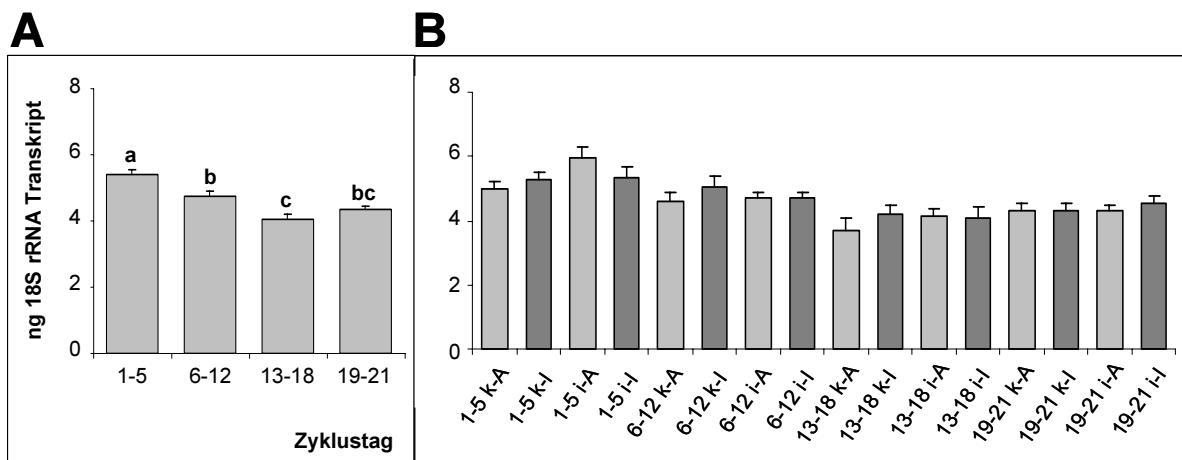 A
ng 18S rRNA Transkript
8
6
4
2
0
a
b
c
bc
1-5
6-12
13-18
19-21
Zyklustag
B
8
6
4
2
0
1-5 k-A
1-5 k-I
1-5 i-A
1-5 i-I
6-12 k-A
6-12 k-I
6-12 i-A
6-12 i-I
13-18 k-A
13-18 k-I
13-18 i-A
13-18 i-I
19-21 k-A
19-21 k-I
19-21 i-A
19-21 i-I